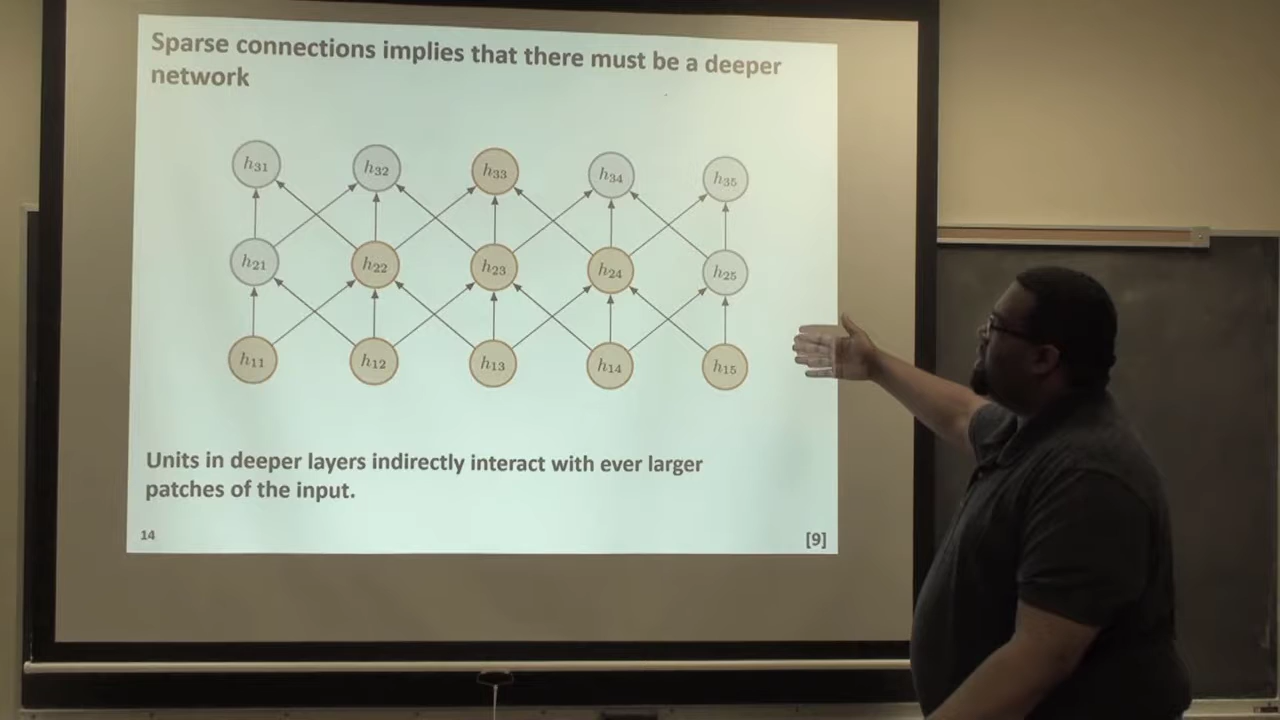 Sparse connections implies that there must be a deeper
network
h31 h32 h33 h34 h35
h21 h22 h23 h24 h25
h11 h12 h13 h14 h15
Units in deeper layers indirectly interact with ever larger
patches of the input.
14 [9]